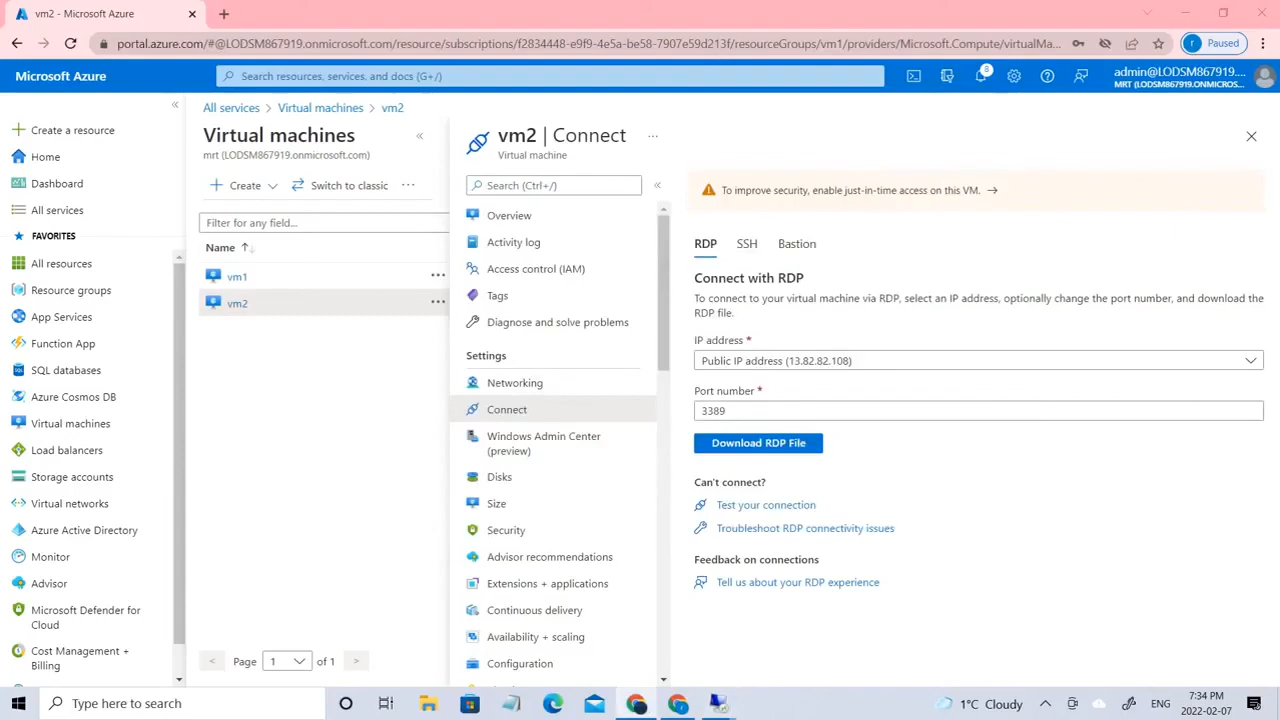 vm2 - Microsoft Azure
portal.azure.com/#@LODSM867919.onmicrosoft.com/resource/subscriptions/f2834448-e9f9-4e5a-be58-7907e59d213f/resourceGroups/vm1/providers/Microsoft.Compute/virtualMa...
r
Paused
Microsoft Azure
Search resources, services, and docs (G+/)
8
admin@LODSM867919....
MRT (LODSM867919.ONMICROS...
Create a resource
Home
Dashboard
All services
FAVORITES
All resources
Resource groups
App Services
Function App
SQL databases
Azure Cosmos DB
Virtual machines
Load balancers
Storage accounts
Virtual networks
Azure Active Directory
Monitor
Advisor
Microsoft Defender for
Cloud
Cost Management +
Billing
All services > Virtual machines > vm2
Virtual machines
mrt (LODSM867919.onmicrosoft.com)
Create
Switch to classic
Filter for any field...
Name
vm1
vm2
Page 1 of 1
vm2 | Connect
Virtual machine
Search (Ctrl+/)
Overview
Activity log
Access control (IAM)
Tags
Diagnose and solve problems
Settings
Networking
Connect
Windows Admin Center
(preview)
Disks
Size
Security
Advisor recommendations
Extensions + applications
Continuous delivery
Availability + scaling
Configuration
To improve security, enable just-in-time access on this VM. →
RDP SSH Bastion
Connect with RDP
To connect to your virtual machine via RDP, select an IP address, optionally change the port number, and download the
RDP file.
IP address *
Public IP address (13.82.82.108)
Port number *
3389
Download RDP File
Can't connect?
Test your connection
Troubleshoot RDP connectivity issues
Feedback on connections
Tell us about your RDP experience
Type here to search
1°C Cloudy
ENG
7:34 PM
2022-02-07